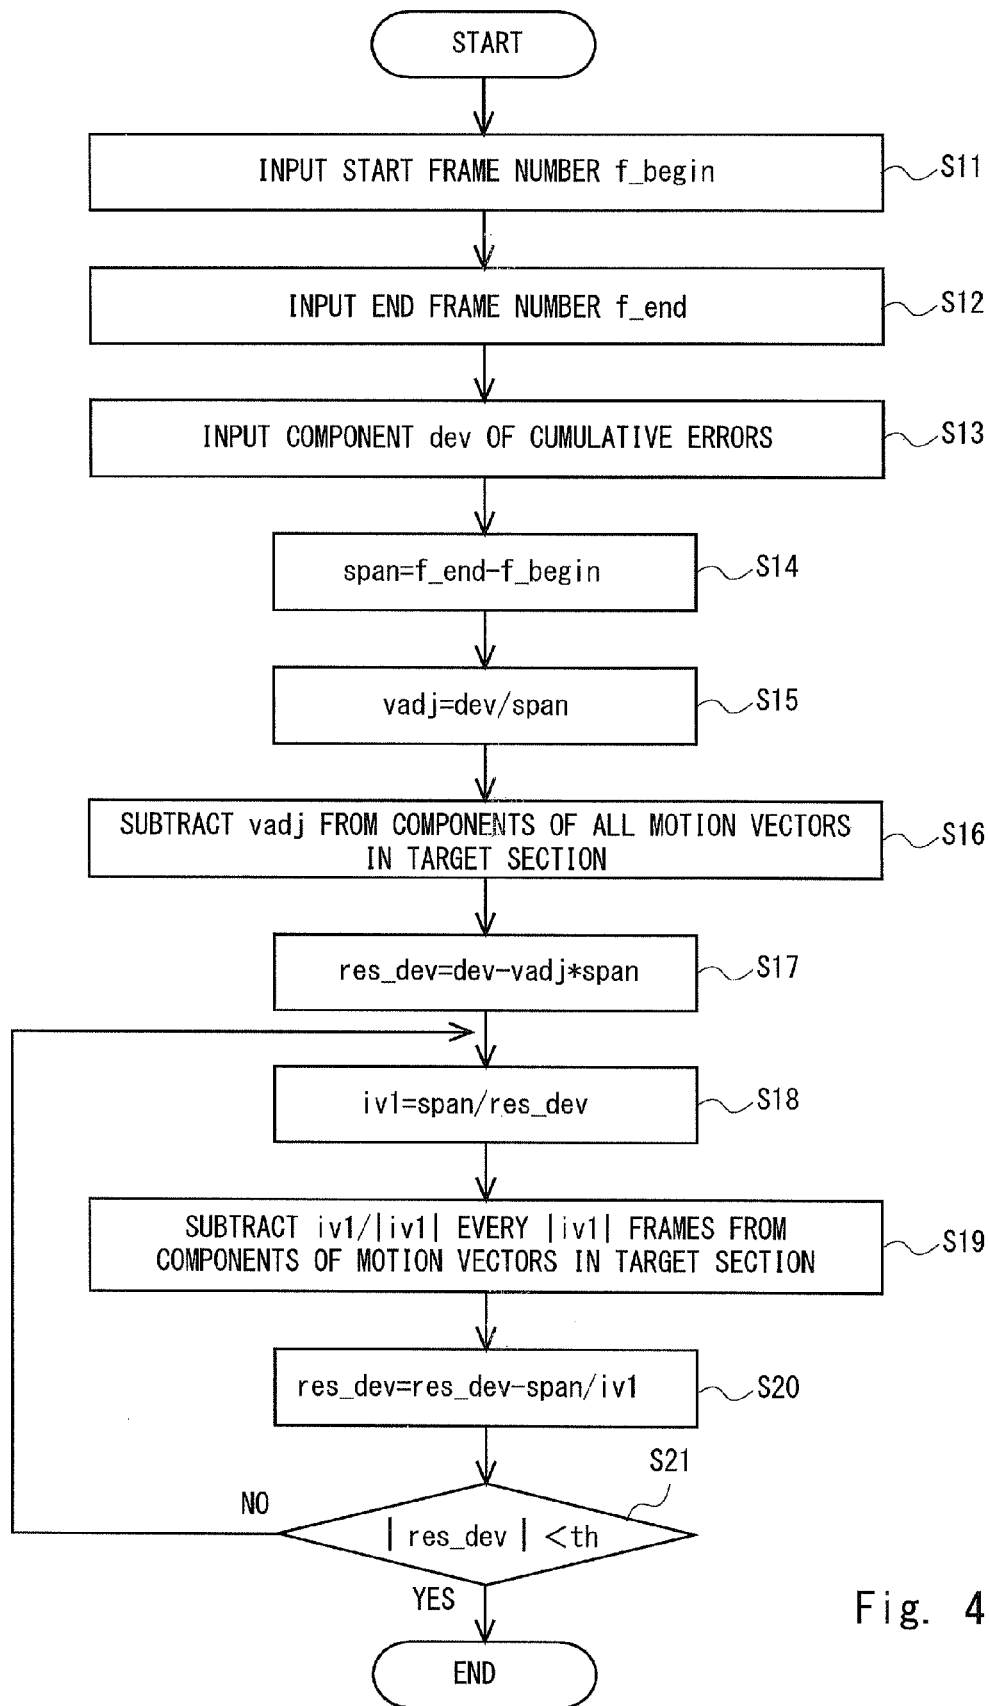 START
INPUT START FRAME NUMBER f_begin
S11
INPUT END FRAME NUMBER f_end
S12
INPUT COMPONENT dev OF CUMULATIVE ERRORS
S13
span=f_end-f_begin
S14
vadj=dev/span
S15
SUBTRACT vadj FROM COMPONENTS OF ALL MOTION VECTORS
IN TARGET SECTION
S16
res_dev=dev-vadj*span
S17
iv1=span/res_dev
S18
SUBTRACT iv1/|iv1| EVERY |iv1| FRAMES FROM
COMPONENTS OF MOTION VECTORS IN TARGET SECTION
S19
res_dev=res_dev-span/iv1
S20
S21
NO
|res_dev|<th
YES
Fig. 4
END